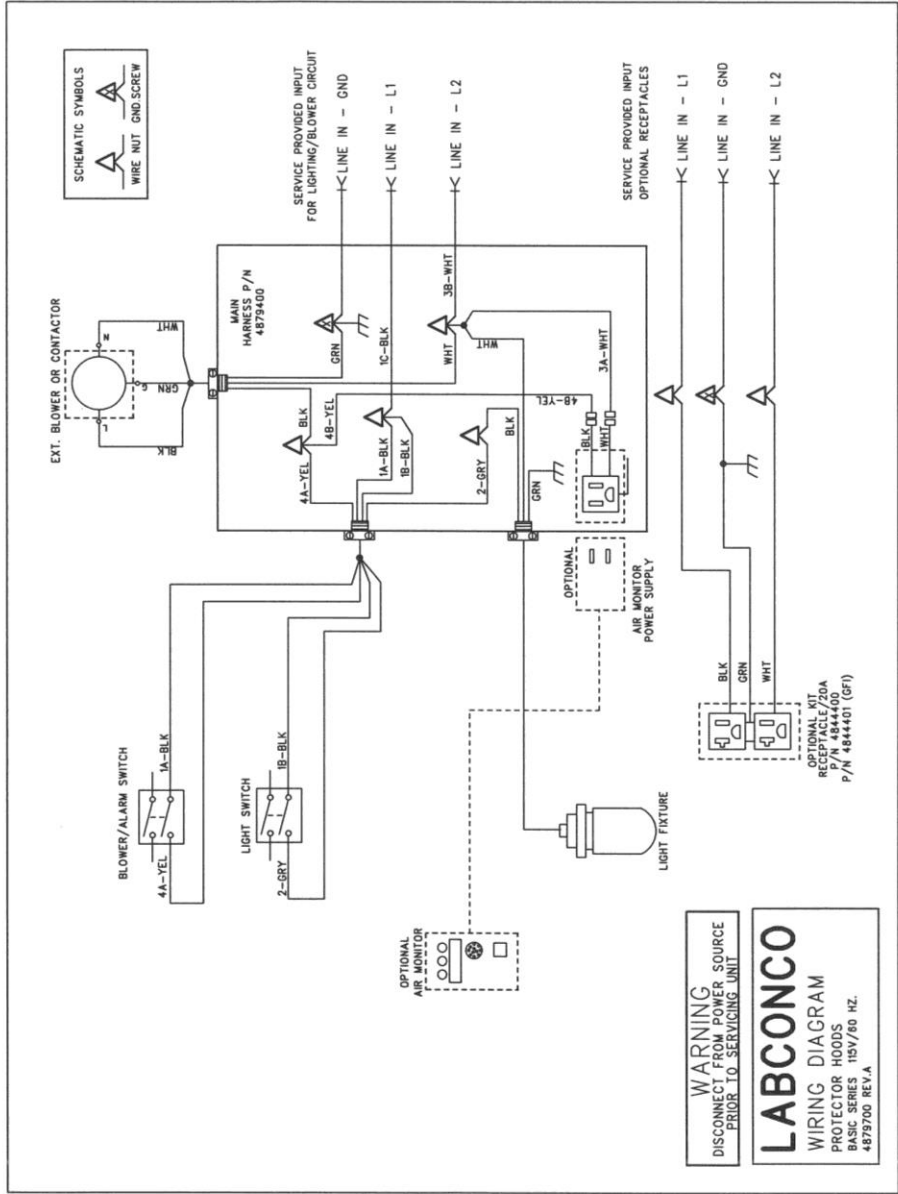 SCHEMATIC SYMBOLS
WIRE NUT
GND.SCREW
EXT. BLOWER OR CONTACTOR
L
G
N
BLK
GRN
WHT
MAIN
HARNESS P/N
4879400
SERVICE PROVIDED INPUT
FOR LIGHTING/BLOWER CIRCUIT
LINE IN - GND
LINE IN - L1
LINE IN - L2
GRN
1C-BLK
WHT
3B-WHT
WHT
3A-WHT
BLK
4B-YEL
4A-YEL
4B-YEL
1A-BLK
1B-BLK
2-GRY
BLK
GRN
BLK
WHT
BLOWER/ALARM SWITCH
4A-YEL
1A-BLK
LIGHT SWITCH
2-GRY
1B-BLK
OPTIONAL
AIR MONITOR
POWER SUPPLY
OPTIONAL
AIR MONITOR
LIGHT FIXTURE
SERVICE PROVIDED INPUT
OPTIONAL RECEPTACLES
LINE IN - L1
LINE IN - GND
LINE IN - L2
BLK
GRN
WHT
OPTIONAL KIT
RECEPTACLE/20A
P/N 4844400
P/N 4844401 (GFI)
WARNING
DISCONNECT FROM POWER SOURCE
PRIOR TO SERVICING UNIT
LABCONCO
WIRING DIAGRAM
PROTECTOR HOODS
BASIC SERIES 115V/60 HZ.
4879700 REV.A